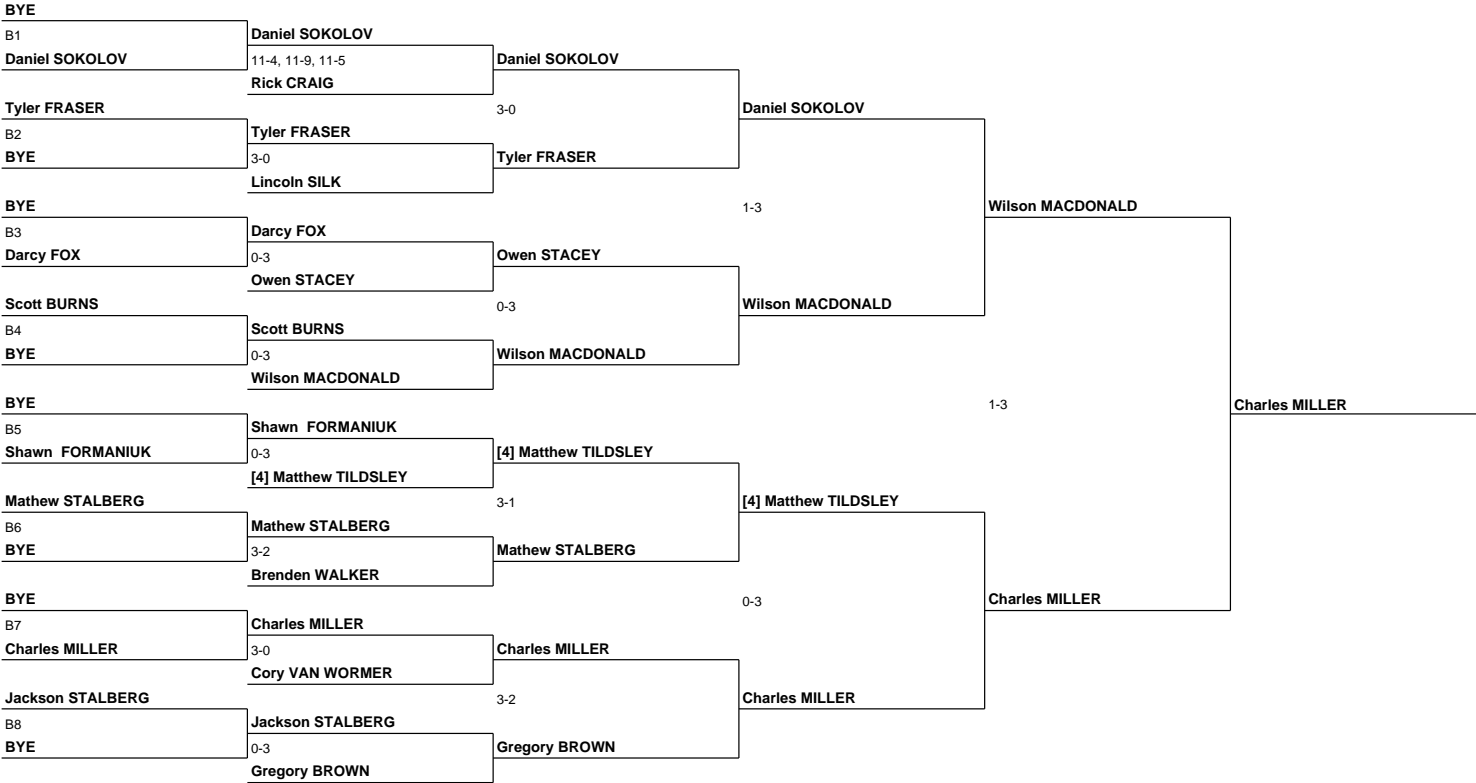 BYE
B1
Daniel SOKOLOV
Tyler FRASER
B2
BYE
BYE
B3
Darcy FOX
Scott BURNS
B4
BYE
BYE
B5
Shawn  FORMANIUK
Mathew STALBERG
B6
BYE
BYE
B7
Charles MILLER
Jackson STALBERG
B8
BYE
Daniel SOKOLOV
11-4, 11-9, 11-5
Rick CRAIG
Tyler FRASER
3-0
Lincoln SILK
Darcy FOX
0-3
Owen STACEY
Scott BURNS
0-3
Wilson MACDONALD
Shawn  FORMANIUK
0-3
[4] Matthew TILDSLEY
Mathew STALBERG
3-2
Brenden WALKER
Charles MILLER
3-0
Cory VAN WORMER
Jackson STALBERG
0-3
Gregory BROWN
Daniel SOKOLOV
3-0
Tyler FRASER
Owen STACEY
0-3
Wilson MACDONALD
[4] Matthew TILDSLEY
3-1
Mathew STALBERG
Charles MILLER
3-2
Gregory BROWN
Daniel SOKOLOV
1-3
Wilson MACDONALD
[4] Matthew TILDSLEY
0-3
Charles MILLER
Wilson MACDONALD
1-3
Charles MILLER
Charles MILLER